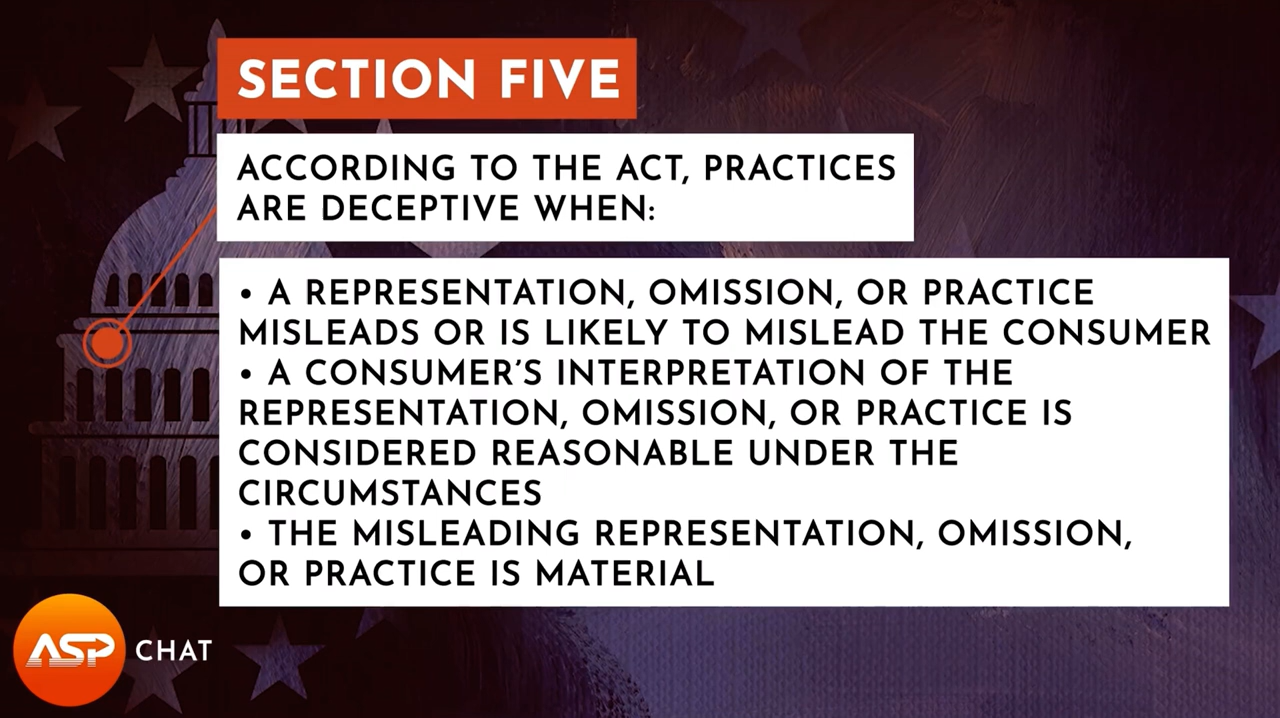 SECTION FIVE
ACCORDING TO THE ACT, PRACTICES
ARE DECEPTIVE WHEN:
• A REPRESENTATION, OMISSION, OR PRACTICE
MISLEADS OR IS LIKELY TO MISLEAD THE CONSUMER
• A CONSUMER’S INTERPRETATION OF THE
REPRESENTATION, OMISSION, OR PRACTICE IS
CONSIDERED REASONABLE UNDER THE
CIRCUMSTANCES
• THE MISLEADING REPRESENTATION, OMISSION,
OR PRACTICE IS MATERIAL
ASP CHAT